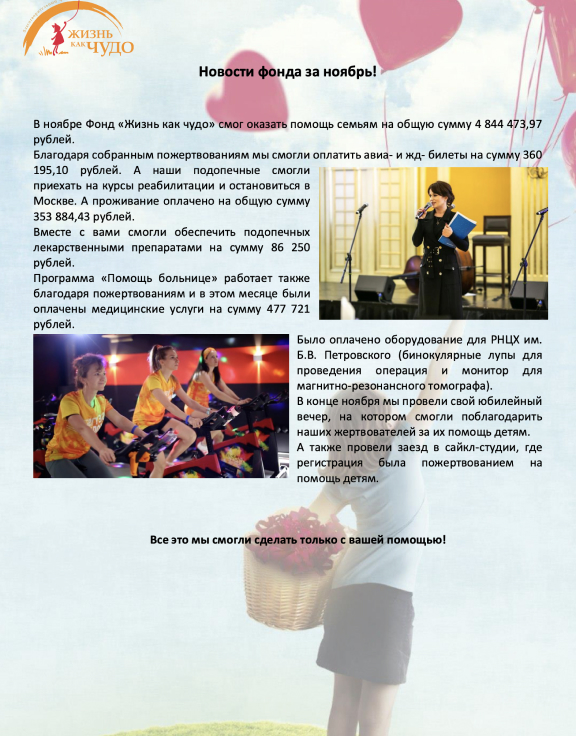 ЖИЗНЬ
КАК ЧУДО
Новости фонда за ноябрь!
В ноябре Фонд «Жизнь как чудо» смог оказать помощь семьям на общую сумму 4 844 473,97
рублей.
Благодаря собранным пожертвованиям мы смогли оплатить авиа- и жд- билеты на сумму 360
195,10 рублей. А наши подопечные смогли
приехать на курсы реабилитации и остановиться в
Москве. А проживание оплачено на общую сумму
353 884,43 рублей.
Вместе с вами смогли обеспечить подопечных
лекарственными препаратами на сумму 86 250
рублей.
Программа «Помощь больнице» работает также
благодаря пожертвованиям и в этом месяце были
оплачены медицинские услуги на сумму 477 721
рублей.
Было оплачено оборудование для РНЦХ им.
Б.В. Петровского (бинокулярные лупы для
проведения операция и монитор для
магнитно-резонансного томографа).
В конце ноября мы провели свой юбилейный
вечер, на котором смогли поблагодарить
наших жертвователей за их помощь детям.
А также провели заезд в сайкл-студии, где
регистрация была пожертвованием на
помощь детям.
Все это мы смогли сделать только с вашей помощью!